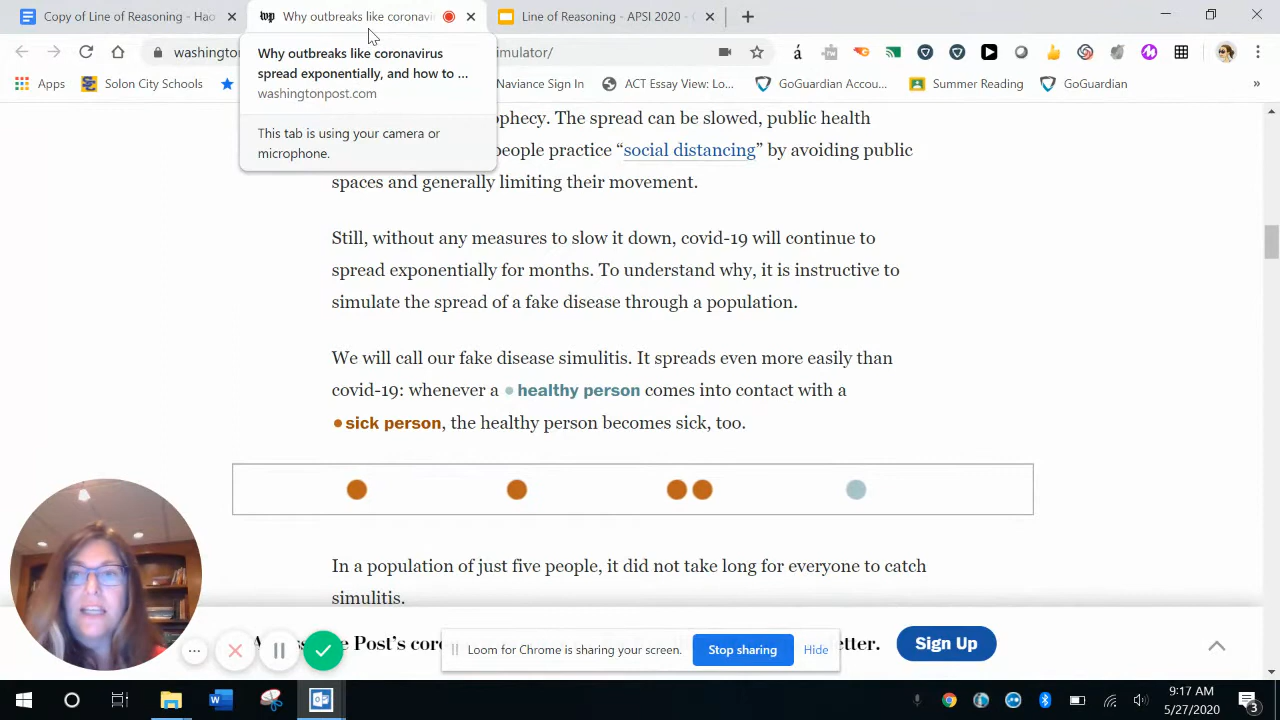 Copy of Line of Reasoning - Hao
Why outbreaks like coronavi
Line of Reasoning - APSI 2020 -
washington
imulator/
Why outbreaks like coronavirus
spread exponentially, and how to ...
washingtonpost.com
This tab is using your camera or
microphone.
Apps
Solon City Schools
Naviance Sign In
ACT Essay View: Lo...
GoGuardian Accou...
Summer Reading
GoGuardian
»
phecy. The spread can be slowed, public health
people practice “social distancing” by avoiding public
spaces and generally limiting their movement.
Still, without any measures to slow it down, covid-19 will continue to
spread exponentially for months. To understand why, it is instructive to
simulate the spread of a fake disease through a population.
We will call our fake disease simulitis. It spreads even more easily than
covid-19: whenever a healthy person comes into contact with a
sick person, the healthy person becomes sick, too.
In a population of just five people, it did not take long for everyone to catch
simulitis.
e Post’s cor
etter.
Sign Up
Loom for Chrome is sharing your screen.
Stop sharing
Hide
9:17 AM
5/27/2020
3